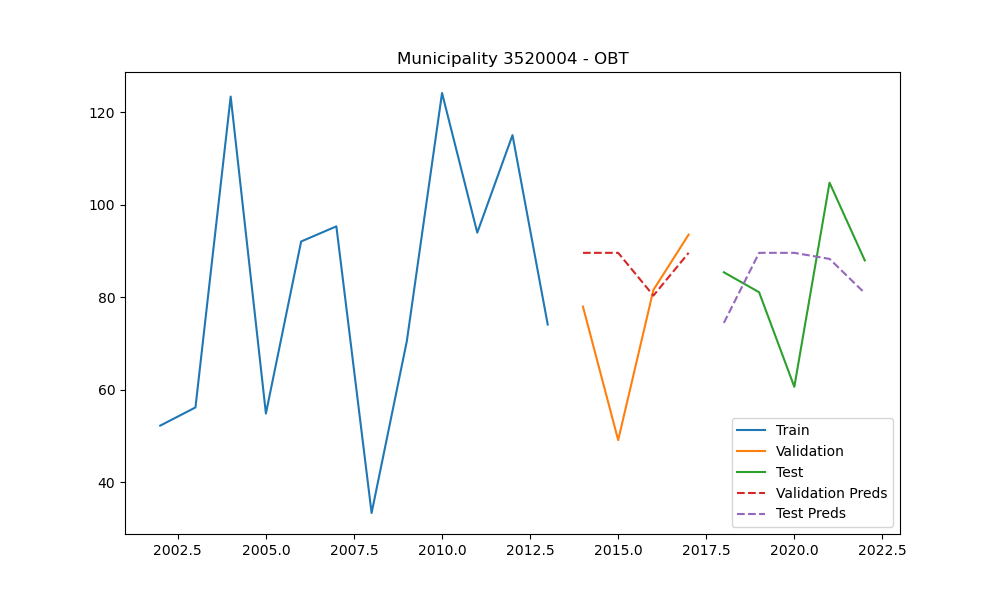 Municipality 3520004 - OBT
120
100
80
60
40
2002.5 2005.0 2007.5 2010.0 2012.5 2015.0 2017.5 2020.0 2022.5
Train
Validation
Test
Validation Preds
Test Preds